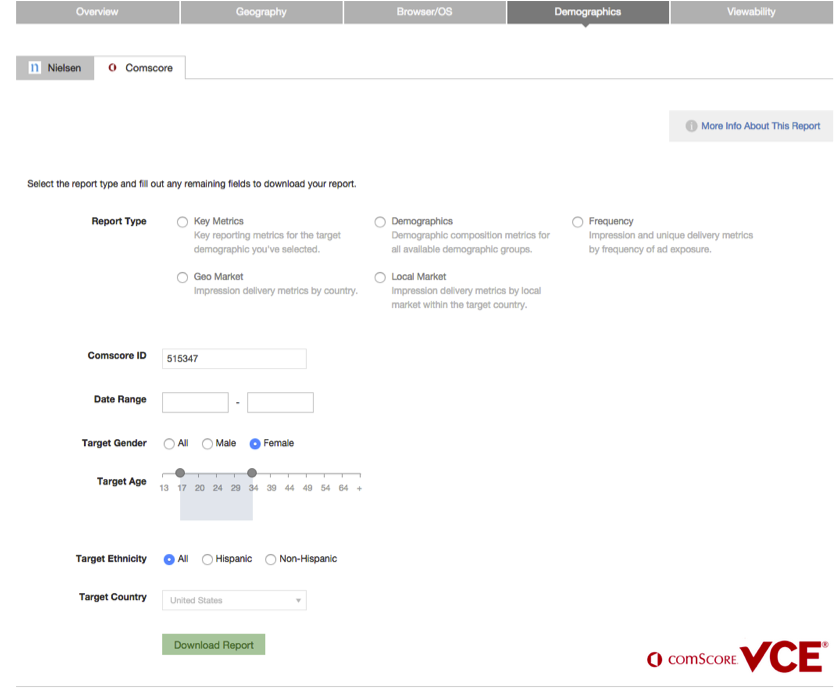 Overview Geography Browser/OS Demographics Viewability
n Nielsen Comscore
i More Info About This Report
Select the report type and fill out any remaining fields to download your report.
Report Type Key Metrics Demographics Frequency
Key reporting metrics for the target Demographic composition metrics for Impression and unique delivery metrics
demographic you've selected. all available demographic groups. by frequency of ad exposure.
Geo Market Local Market
Impression delivery metrics by country. Impression delivery metrics by local
market within the target country.
Comscore ID 515347
Date Range -
Target Gender All Male Female
Target Age
13 17 20 24 29 34 39 44 49 54 64 +
Target Ethnicity All Hispanic Non-Hispanic
Target Country United States
Download Report
comScore. VCE®